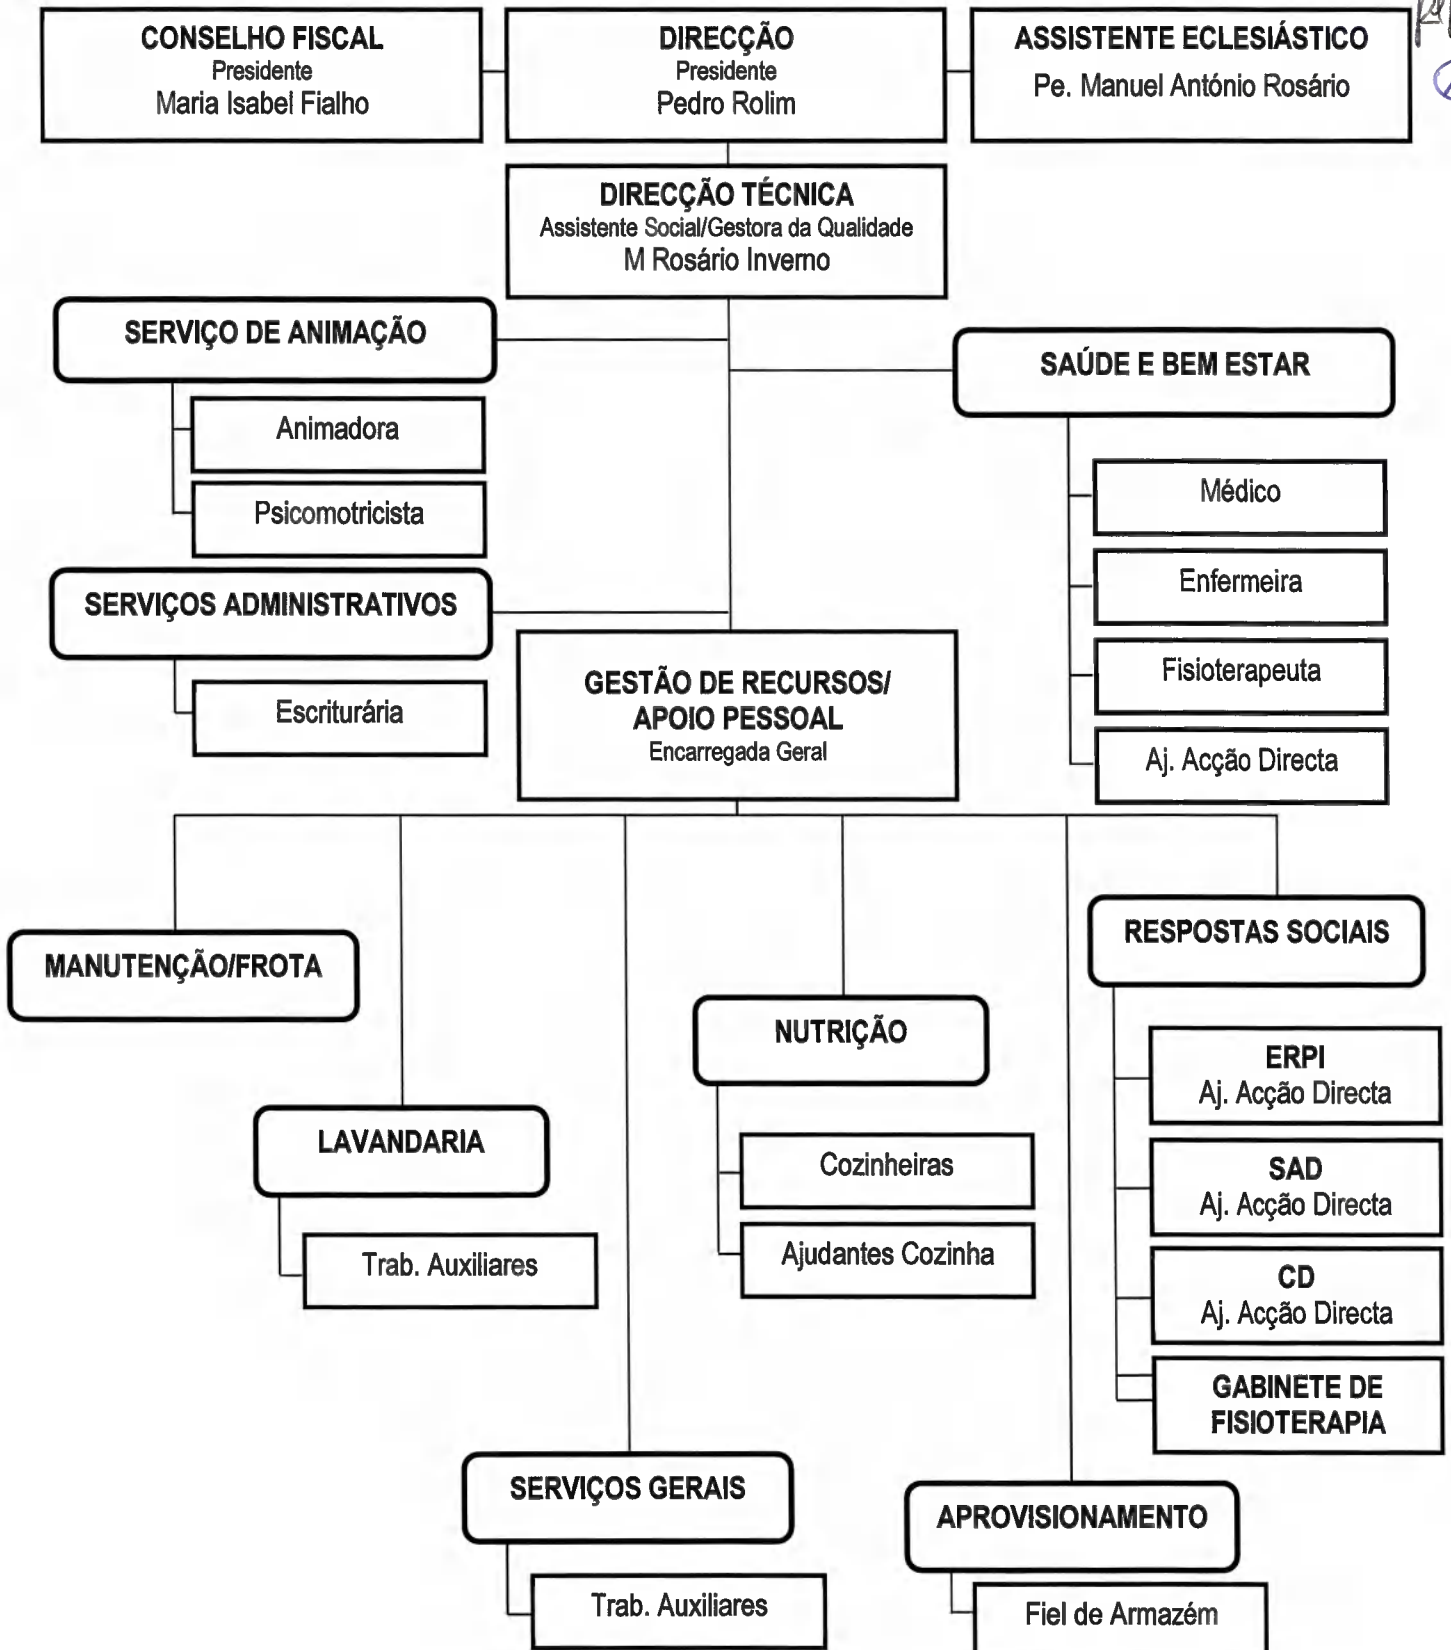 CONSELHO FISCAL
Presidente
Maria Isabel Fialho
DIRECÇÃO
Presidente
Pedro Rolim
ASSISTENTE ECLESIÁSTICO
Pe. Manuel António Rosário
DIRECÇÃO TÉCNICA
Assistente Social/Gestora da Qualidade
M Rosário Inverno
SERVIÇO DE ANIMAÇÃO
Animadora
Psicomotricista
SAÚDE E BEM ESTAR
Médico
Enfermeira
Fisioterapeuta
Aj. Acção Directa
SERVIÇOS ADMINISTRATIVOS
Escriturária
GESTÃO DE RECURSOS/
APOIO PESSOAL
Encarregada Geral
MANUTENÇÃO/FROTA
LAVANDARIA
Trab. Auxiliares
SERVIÇOS GERAIS
Trab. Auxiliares
NUTRIÇÃO
Cozinheiras
Ajudantes Cozinha
APROVISIONAMENTO
Fiel de Armazém
RESPOSTAS SOCIAIS
ERPI
Aj. Acção Directa
SAD
Aj. Acção Directa
CD
Aj. Acção Directa
GABINETE DE
FISIOTERAPIA